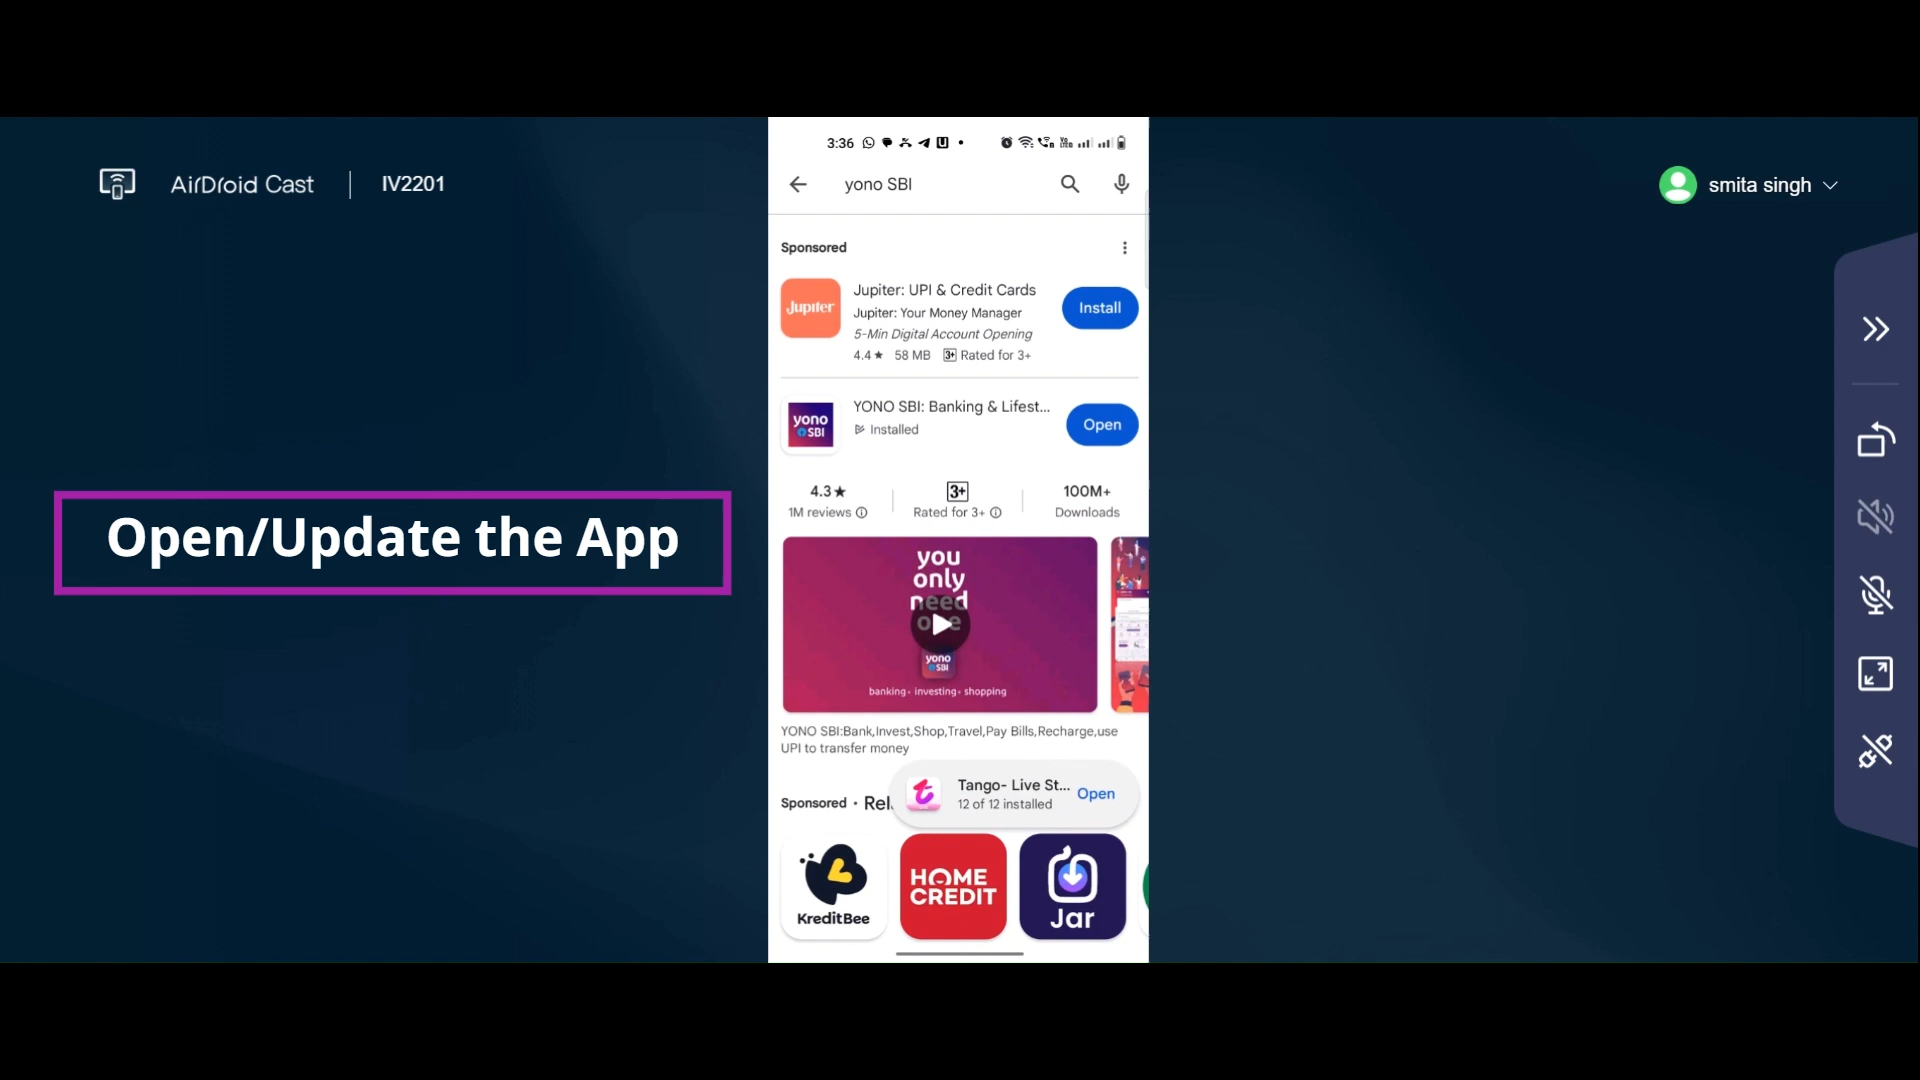 3:36
AirDroid Cast
IV2201
smita singh
yono SBI
Sponsored
Jupiter
Jupiter: UPI & Credit Cards
Jupiter: Your Money Manager
5-Min Digital Account Opening
4.4★ 58 MB 3+ Rated for 3+
Install
yono
SBI
YONO SBI: Banking & Lifest...
Installed
Open
4.3★
1M reviews
3+
Rated for 3+
100M+
Downloads
Open/Update the App
you
only
need
one
yono
SBI
banking • investing • shopping
YONO SBI:Bank,Invest,Shop,Travel,Pay Bills,Recharge,use
UPI to transfer money
Tango- Live St...
12 of 12 installed
Open
Sponsored • Rel
KreditBee
HOME
CREDIT
Jar